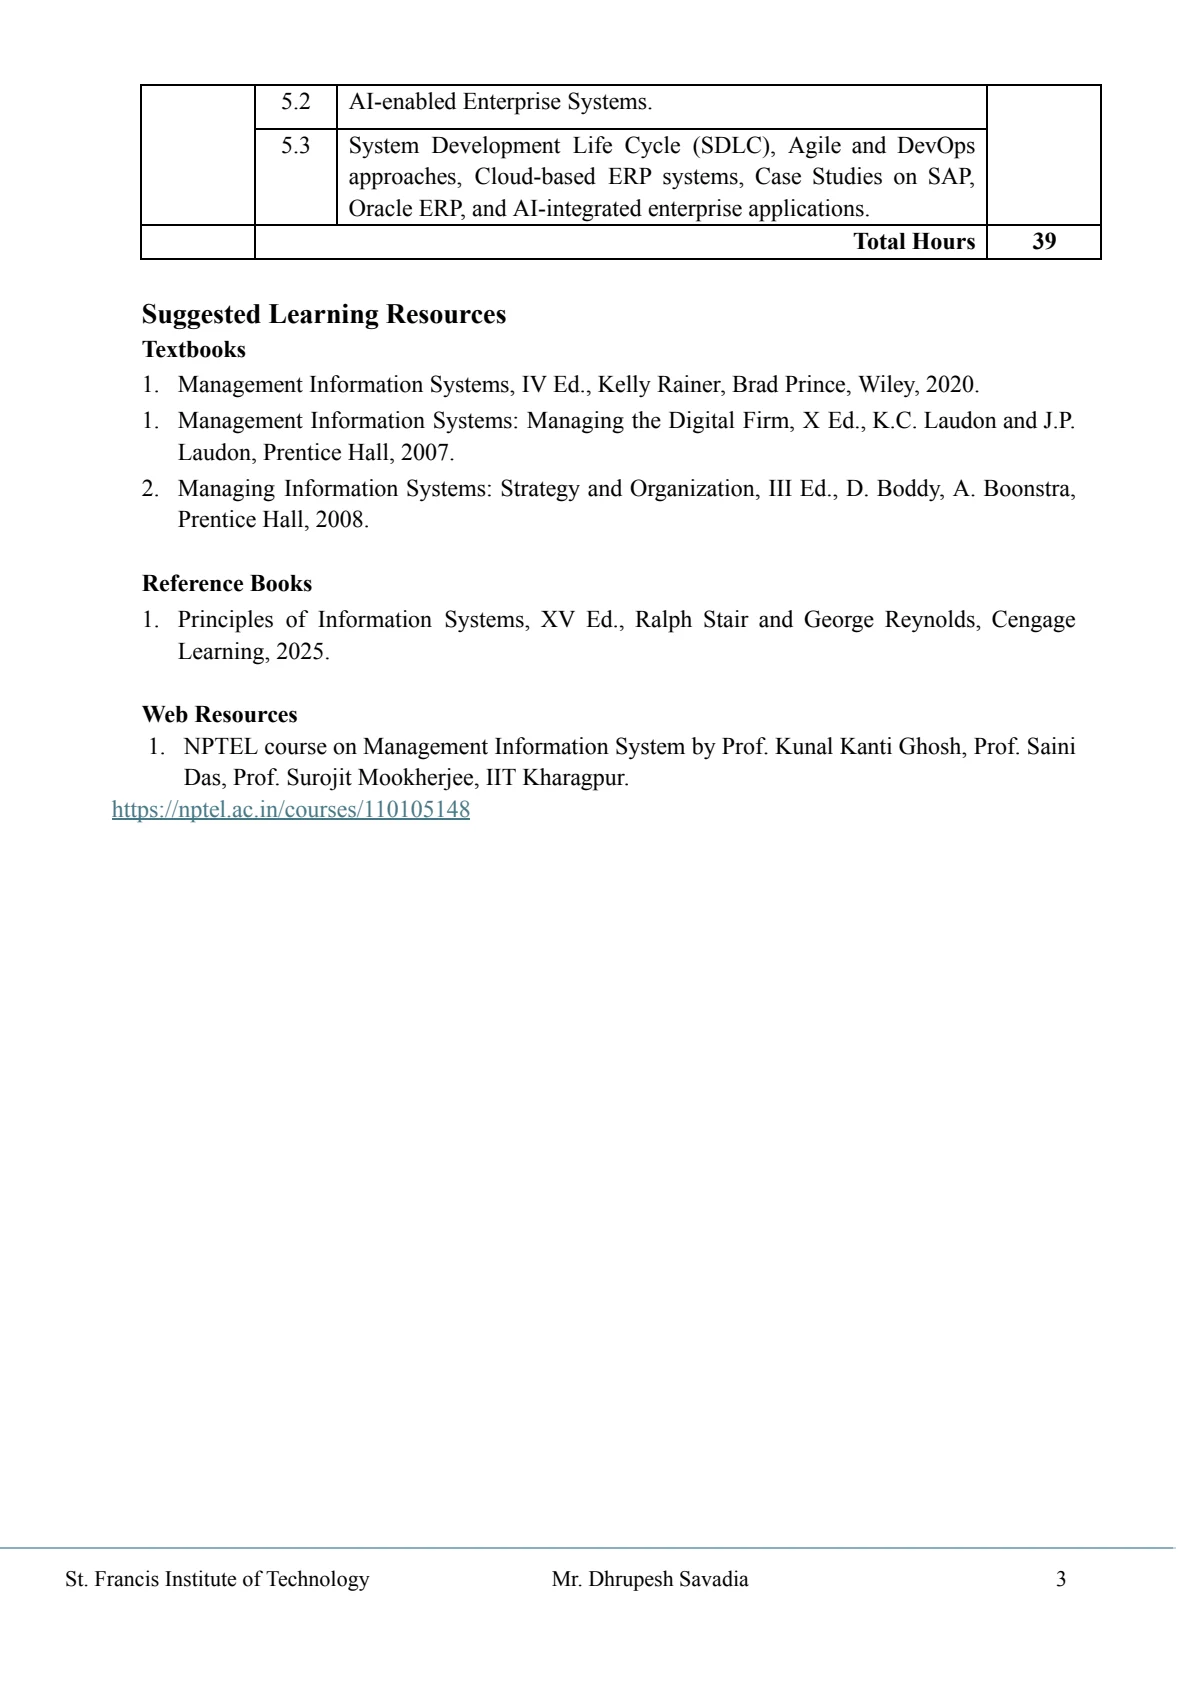 5.2 AI-enabled Enterprise Systems.
5.3 System Development Life Cycle (SDLC), Agile and DevOps
approaches, Cloud-based ERP systems, Case Studies on SAP,
Oracle ERP, and AI-integrated enterprise applications.
Total Hours 39
Suggested Learning Resources
Textbooks
1. Management Information Systems, IV Ed., Kelly Rainer, Brad Prince, Wiley, 2020.
1. Management Information Systems: Managing the Digital Firm, X Ed., K.C. Laudon and J.P.
Laudon, Prentice Hall, 2007.
2. Managing Information Systems: Strategy and Organization, III Ed., D. Boddy, A. Boonstra,
Prentice Hall, 2008.
Reference Books
1. Principles of Information Systems, XV Ed., Ralph Stair and George Reynolds, Cengage
Learning, 2025.
Web Resources
1. NPTEL course on Management Information System by Prof. Kunal Kanti Ghosh, Prof. Saini
Das, Prof. Surojit Mookherjee, IIT Kharagpur.
https://nptel.ac.in/courses/110105148
St. Francis Institute of Technology Mr. Dhrupesh Savadia 3